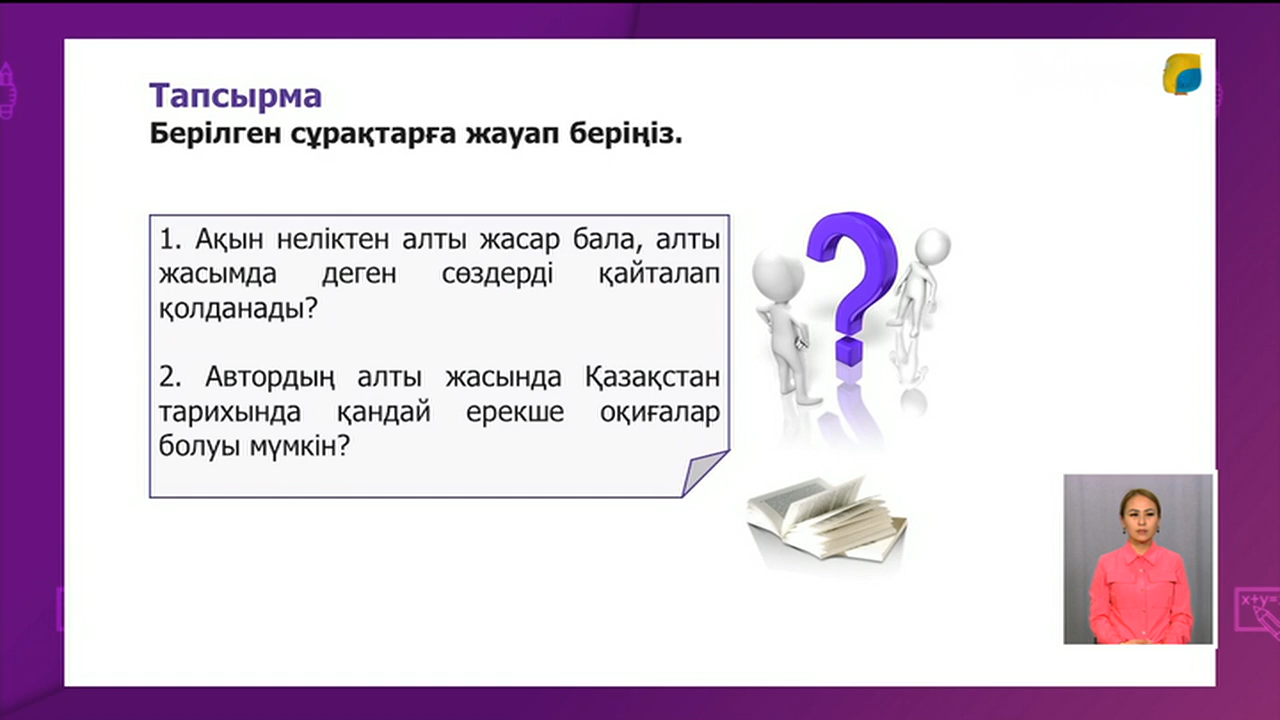 Тапсырма
Берілген сұрақтарға жауап беріңіз.
1. Ақын неліктен алты жасар бала, алты
жасымда деген сөздерді қайталап
қолданады?
2. Автордың алты жасында Қазақстан
тарихында қандай ерекше оқиғалар
болуы мүмкін?
x+y=